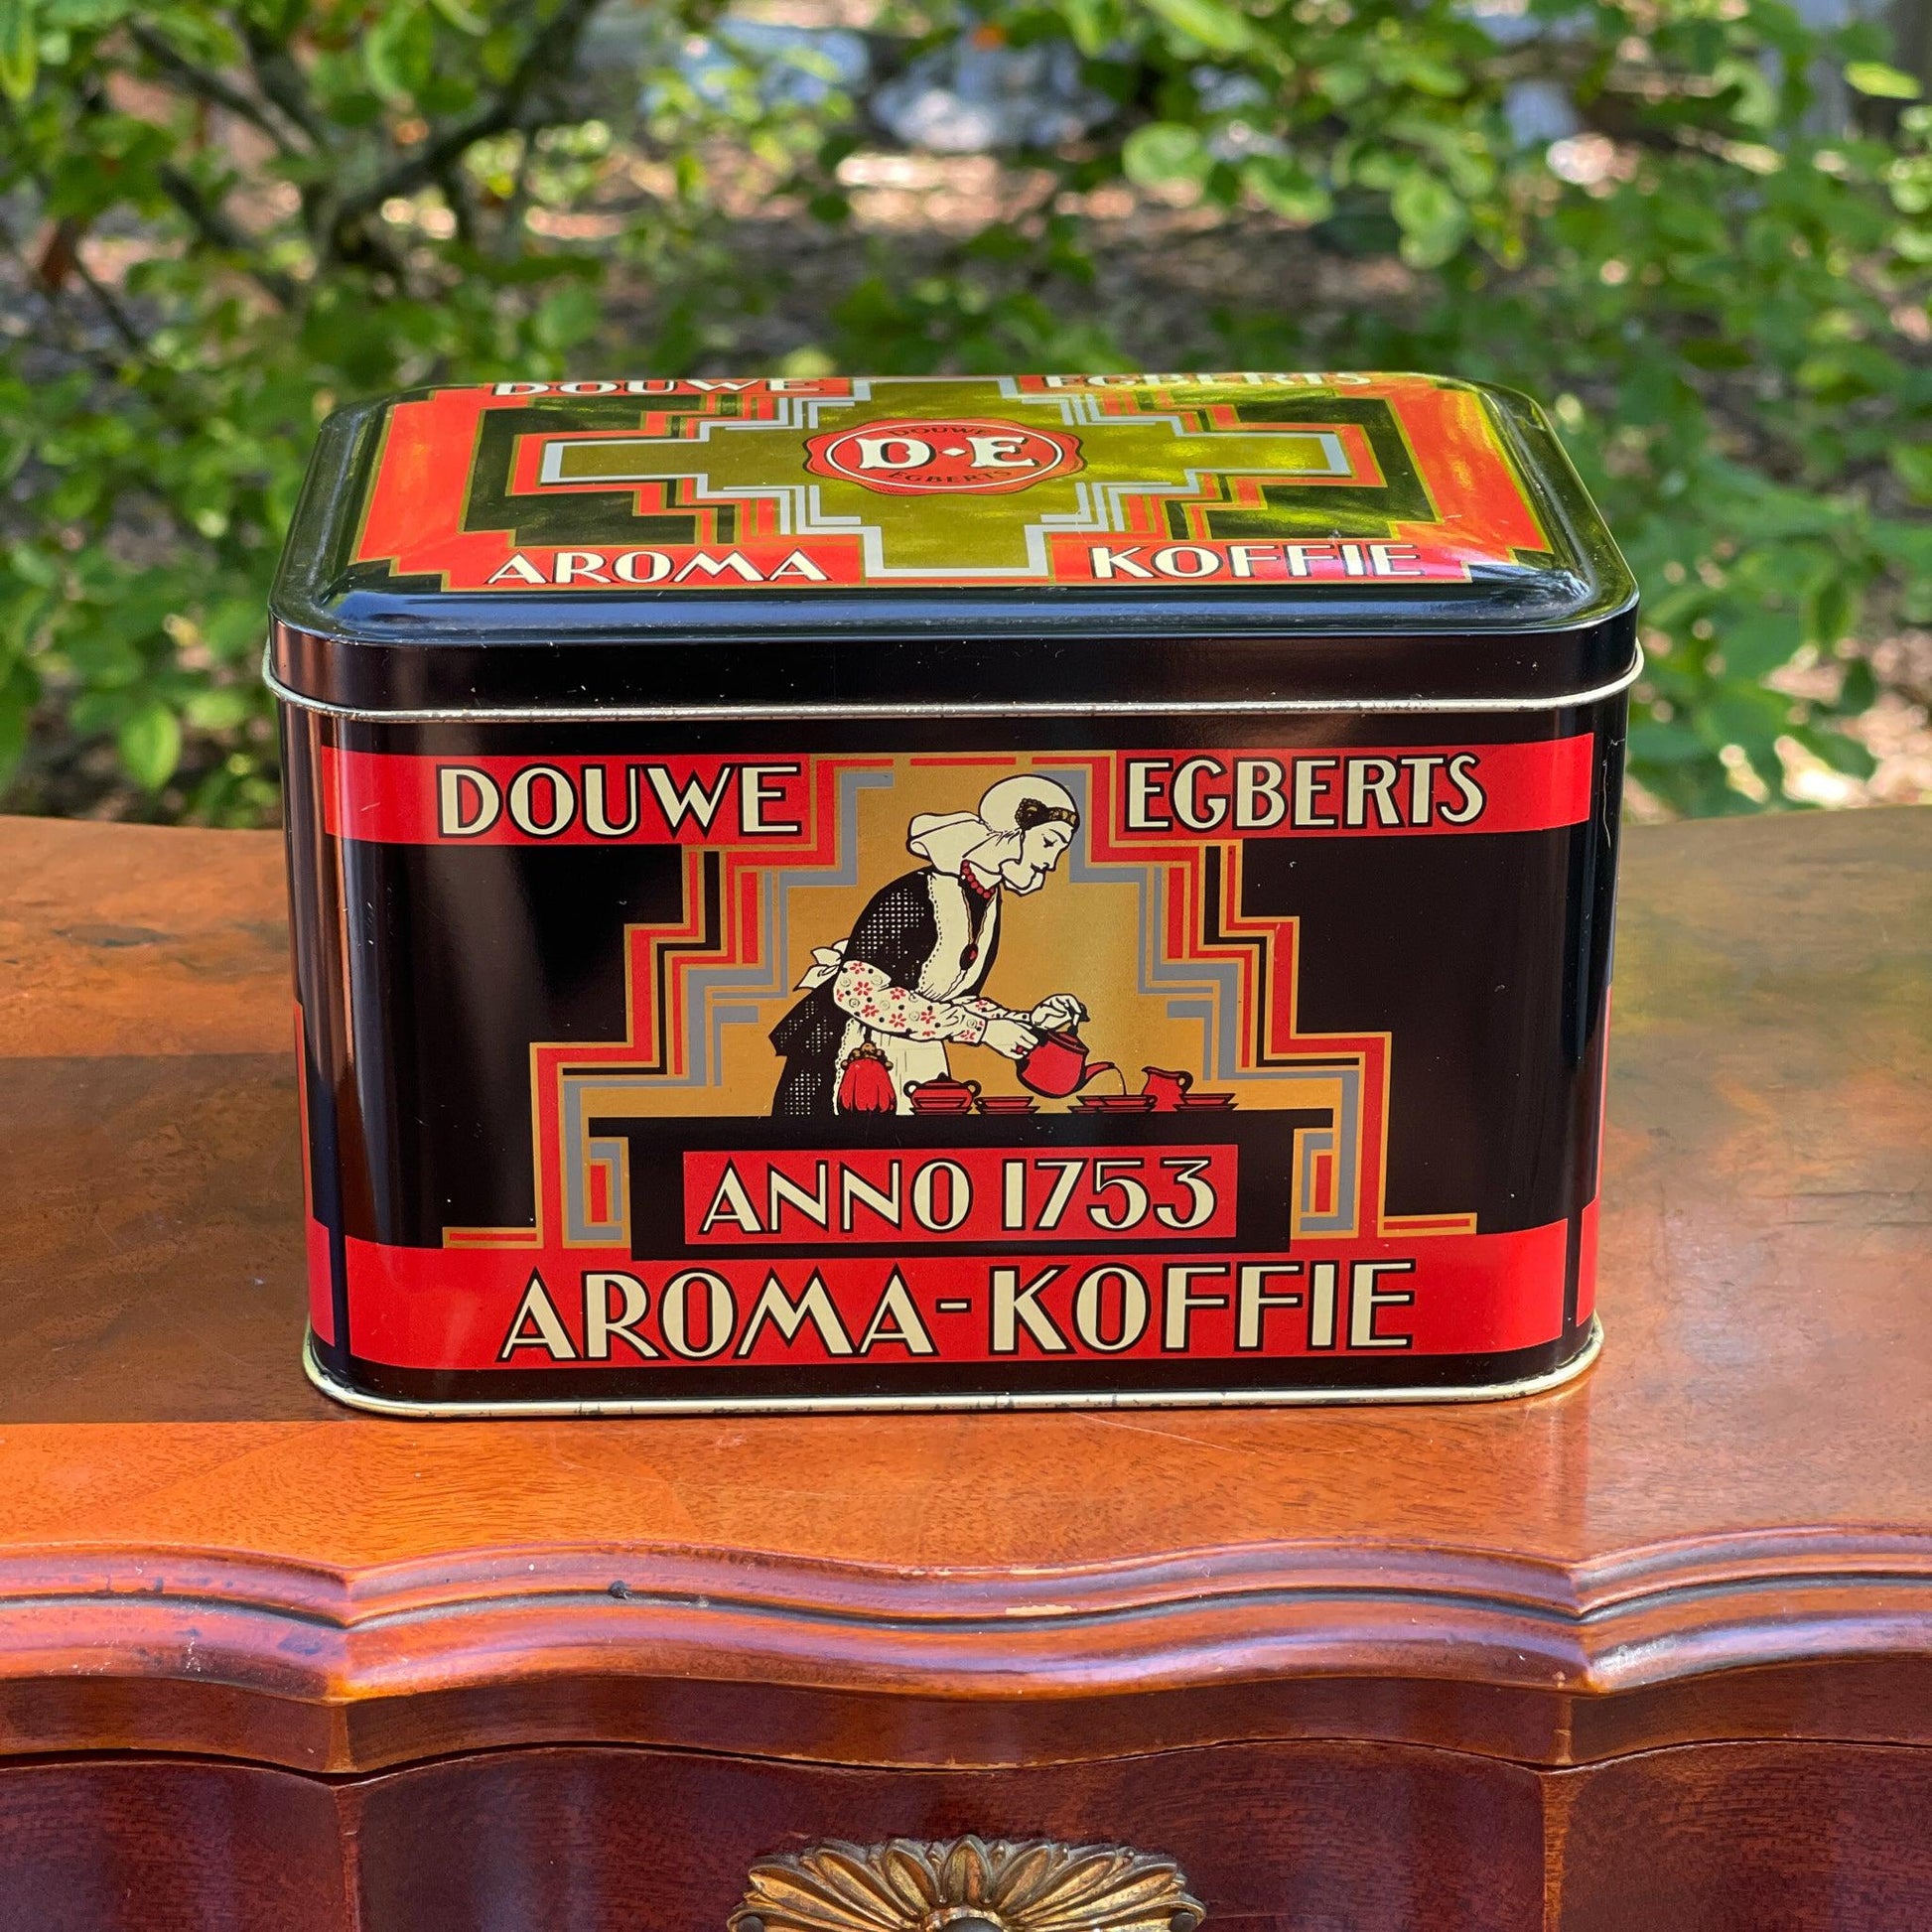 DOUWE EGBERTS
DOUWE
D·E
EGBERTS
AROMA KOFFIE
DOUWE EGBERTS
ANNO 1753
AROMA-KOFFIE